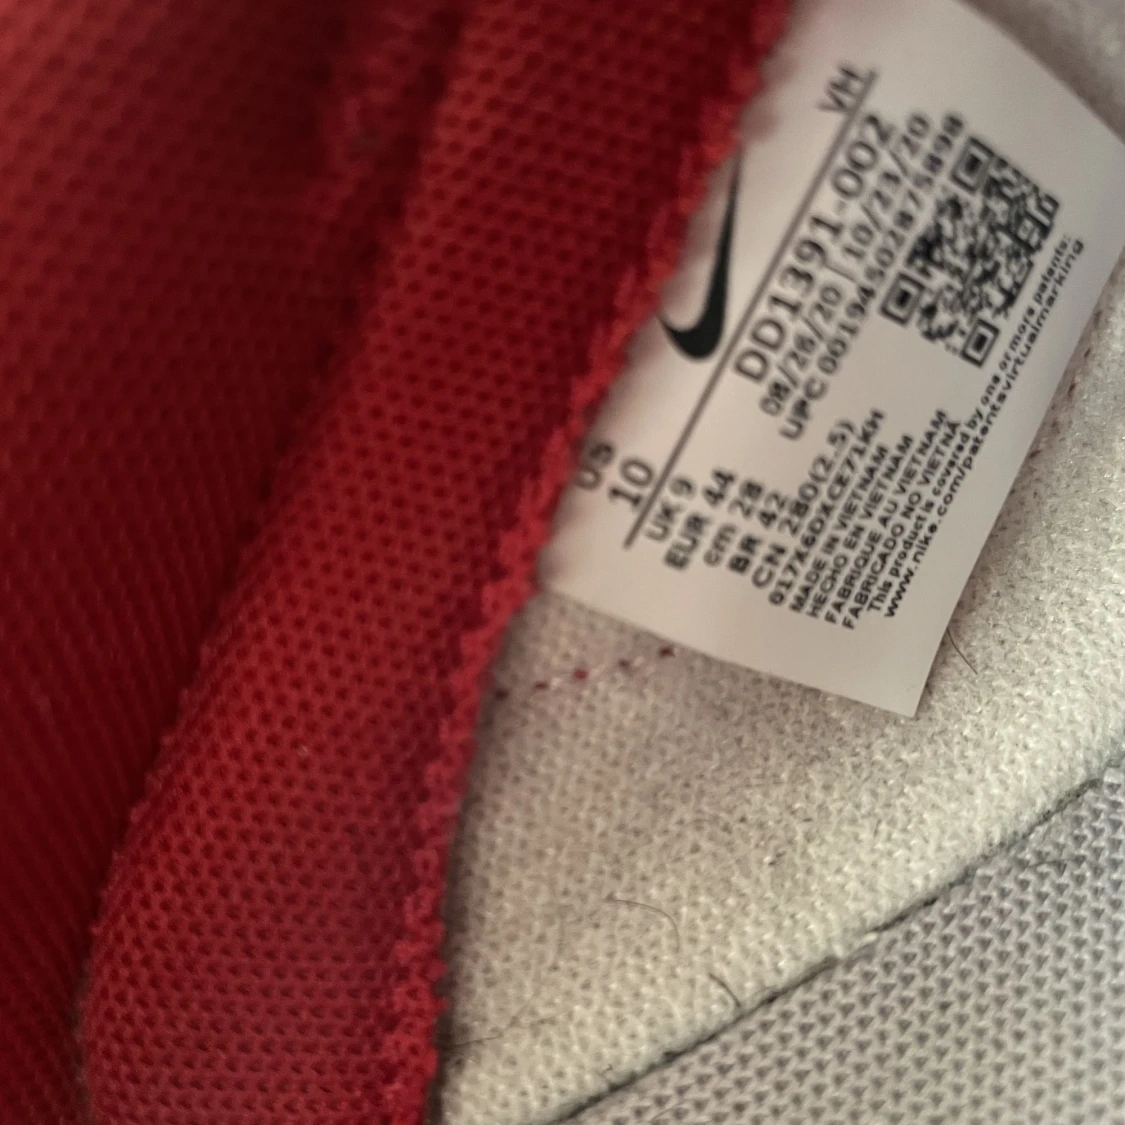 VH
DD1391-002
08/26/20 | 10/23/20
UPC 00194502875898
US
10
UK 9
EUR 44
cm 28
BR 42
CN 280(2.5)
MADE IN VIETNAM
HECHO EN VIETNAM
FABRIQUE AU VIETNAM
FABRICADO NO VIETNÃ
This product is covered by one or more patents:
www.nike.com/patentsvirtualmarking